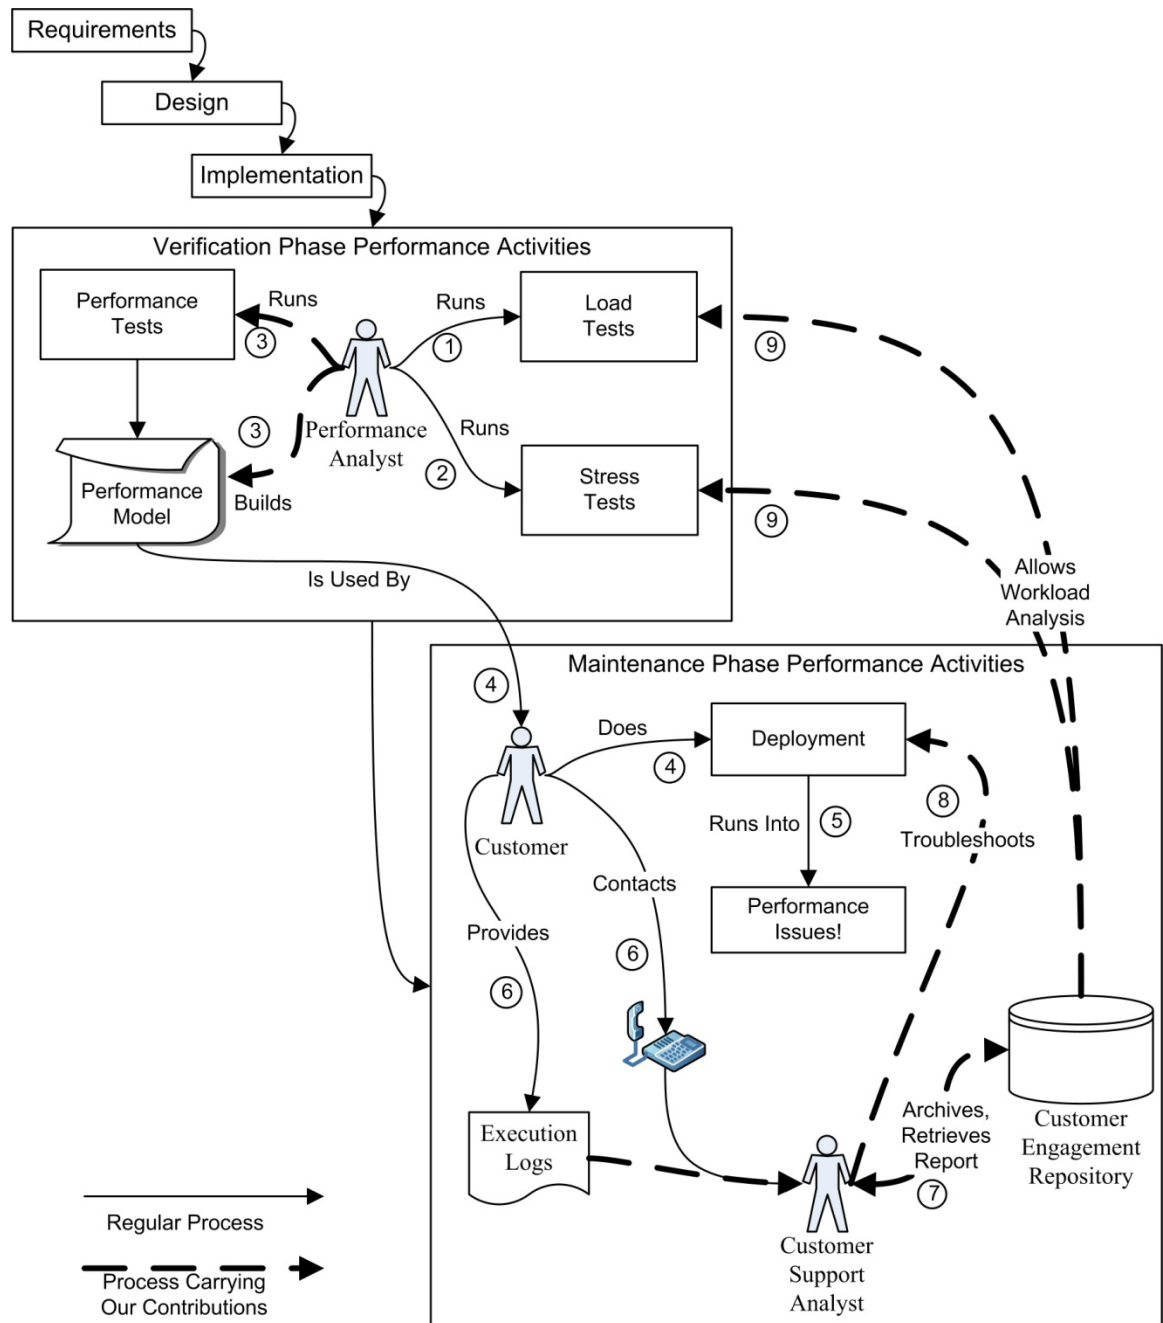 Requirements
Design
Implementation
Verification Phase Performance Activities
Performance
Tests
Runs
3
Runs
1
Load
Tests
9
Performance
Analyst
3
Builds
Performance
Model
Runs
2
Stress
Tests
9
Is Used By
Allows
Workload
Analysis
Maintenance Phase Performance Activities
4
Does
4
Deployment
Customer
Runs Into
5
8
Troubleshoots
Contacts
Performance
Issues!
Provides
6
6
Execution
Logs
Archives,
Retrieves
Report
7
Customer
Engagement
Repository
Customer
Support
Analyst
Regular Process
Process Carrying
Our Contributions